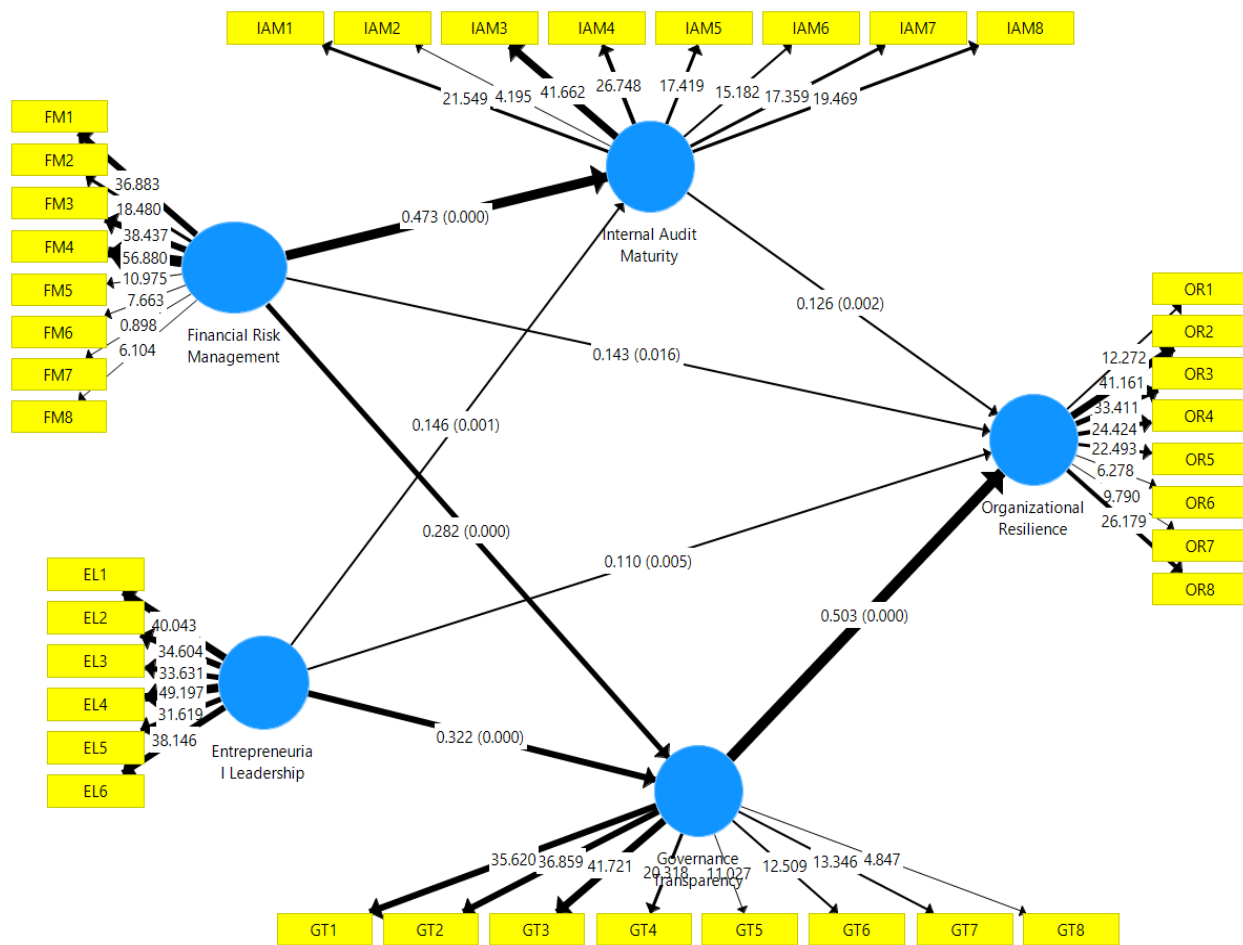 IAM1 IAM2 IAM3 IAM4 IAM5 IAM6 IAM7 IAM8
21.549 4.195 41.662 26.748 17.419 15.182 17.359 19.469
FM1
FM2
FM3
FM4
FM5
FM6
FM7
FM8
36.883
18.480
38.437
56.880
10.975
7.663
0.898
6.104
Financial Risk
Management
Internal Audit
Maturity
0.473 (0.000)
0.126 (0.002)
0.143 (0.016)
0.146 (0.001)
0.282 (0.000)
0.110 (0.005)
0.503 (0.000)
0.322 (0.000)
OR1
OR2
OR3
OR4
OR5
OR6
OR7
OR8
12.272
41.161
33.411
24.424
22.493
6.278
9.790
26.179
Organizational
Resilience
EL1
EL2
EL3
EL4
EL5
EL6
40.043
34.604
33.631
49.197
31.619
38.146
Entrepreneuria
l Leadership
Governance
Transparency
35.620 36.859 41.721 20.318 11.027 12.509 13.346 4.847
GT1 GT2 GT3 GT4 GT5 GT6 GT7 GT8